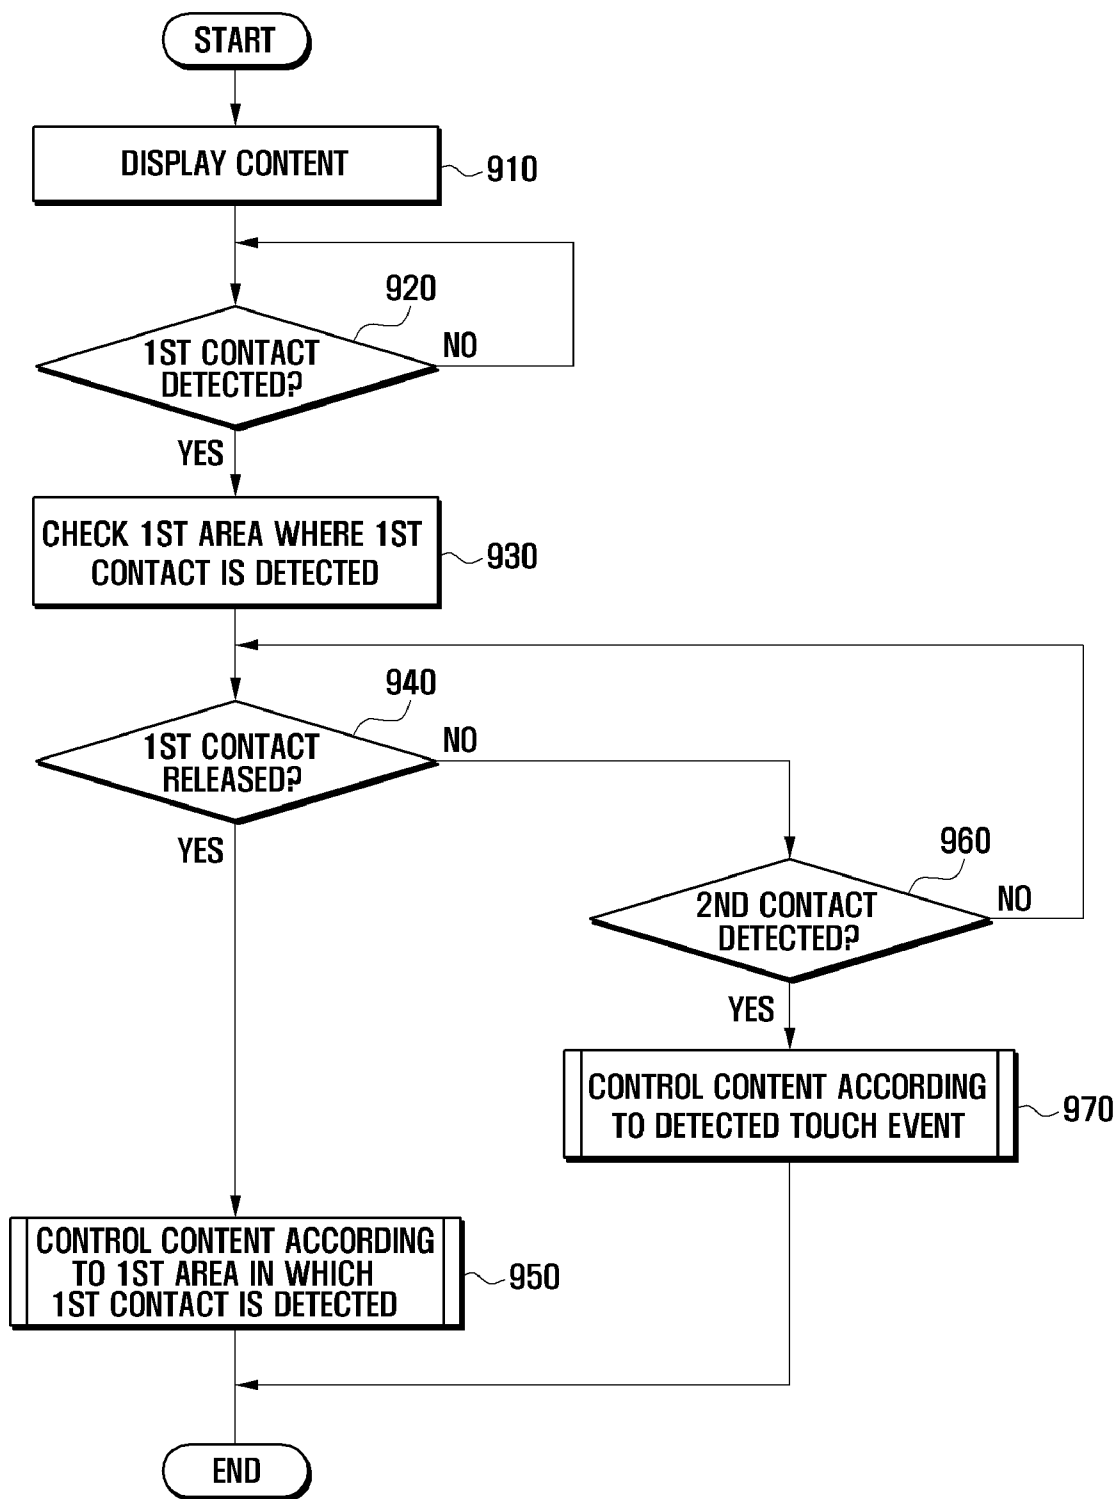 START
DISPLAY CONTENT
910
920
1ST CONTACT
DETECTED?
NO
YES
CHECK 1ST AREA WHERE 1ST
CONTACT IS DETECTED
930
940
1ST CONTACT
RELEASED?
NO
YES
960
2ND CONTACT
DETECTED?
NO
YES
CONTROL CONTENT ACCORDING
TO DETECTED TOUCH EVENT
970
CONTROL CONTENT ACCORDING
TO 1ST AREA IN WHICH
1ST CONTACT IS DETECTED
950
END